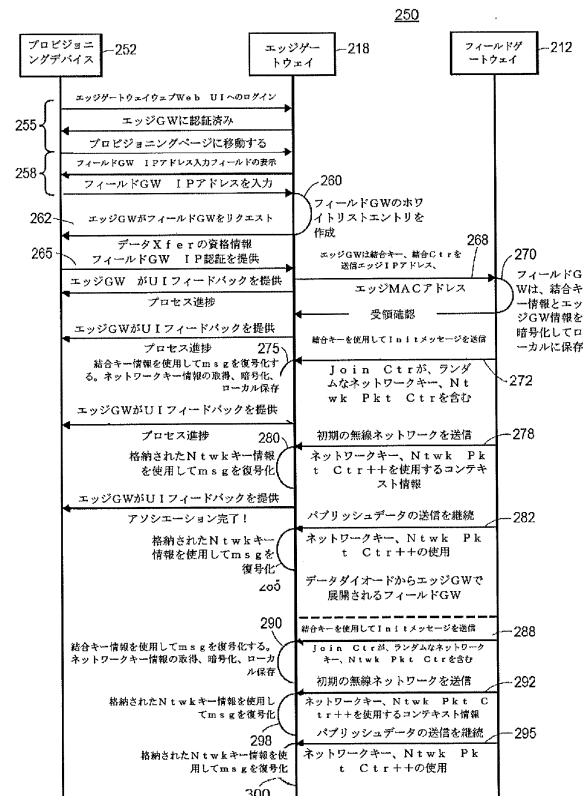 250
プロビジョニ
ングデバイス
252
エッジゲー
トウェイ
218
フィールドゲ
ートウェイ
212
255
エッジゲートウェイウェブWeb UIへのログイン
エッジGWに認証済み
プロビジョニングページに移動する
258
フィールドGW IPアドレス入力フィールドの表示
フィールドGW IPアドレスを入力
260
フィールドGWのホワ
イトリストエントリを
作成
262
エッジGWがフィールドGWをリクエスト
データXferの資格情報
265
フィールドGW IP認証を提供
エッジGWは結合キー、結合Ctrを
送信エッジIPアドレス、
268
エッジMACアドレス
270
フィールドG
Wは、結合キ
ー情報とエッ
ジGW情報を
暗号化してロ
ーカルに保存
エッジGW がUIフィードバックを提供
プロセス進捗
受領確認
エッジGWがUIフィードバックを提供
プロセス進捗
結合キーを使用してInitメッセージを送信
272
Join Ctrが、ランダ
ムなネットワークキー、Nt
wk Pkt Ctrを含む
275
結合キー情報を使用してmsgを復号化す
る。ネットワークキー情報の取得、暗号化、
ローカル保存
エッジGWがUIフィードバックを提供
プロセス進捗
初期の無線ネットワークを送信
278
ネットワークキー、Ntwk Pk
t Ctr++を使用するコンテキ
スト情報
280
格納されたNtwkキー情報
を使用してmsgを復号化
エッジGWがUIフィードバックを提供
アソシエーション完了！
パブリッシュデータの送信を継続
282
ネットワークキー、Ntwk Pk
t Ctr++の使用
格納されたNtwkキー
情報を使用してmsgを
復号化
285
データダイオードからエッジGWで
展開されるフィールドGW
結合キーを使用してInitメッセージを送信
288
Join Ctrが、ランダムなネットワーク
キー、Ntwk Pkt Ctrを含む
290
結合キー情報を使用してmsgを復号化する。
ネットワークキー情報の取得、暗号化、ローカ
ル保存
初期の無線ネットワークを送信
292
ネットワークキー、Ntwk Pkt C
tr++を使用するコンテキスト情報
格納されたNtwkキー情報を使用し
てmsgを復号化
298
パブリッシュデータの送信を継続
295
ネットワークキー、Ntwk Pk
t Ctr++の使用
格納されたNtwkキー情報を使
用してmsgを復号化
300